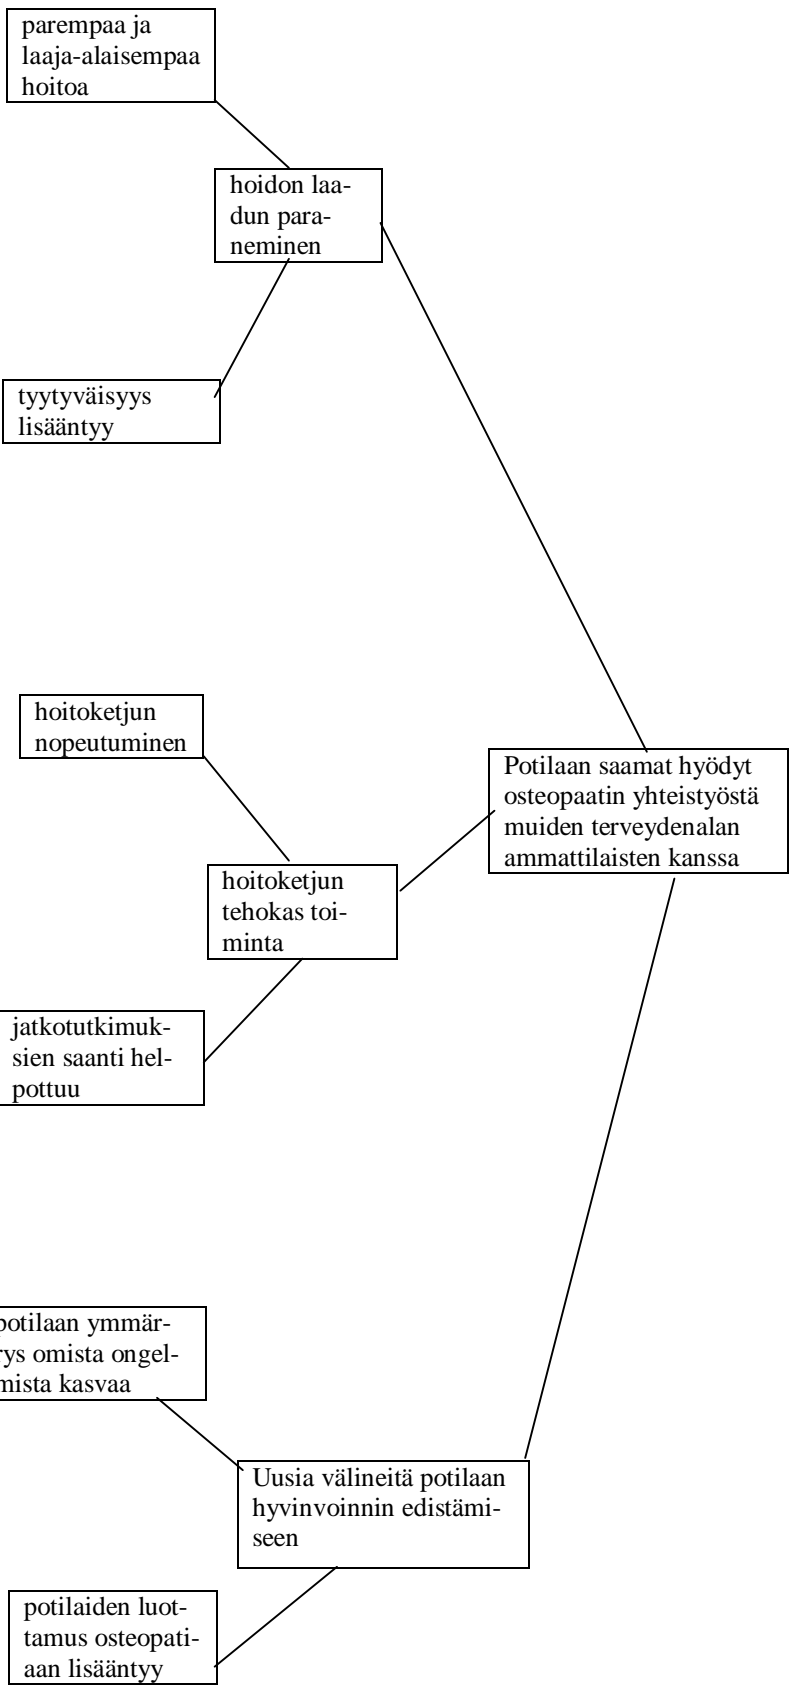 parempaa ja
laaja-alaisempaa
hoitoa
hoidon laa-
dun para-
neminen
tyytyväisyys
lisääntyy
hoitoketjun
nopeutuminen
Potilaan saamat hyödyt
osteopaatin yhteistyöstä
muiden terveydenalan
ammattilaisten kanssa
hoitoketjun
tehokas toi-
minta
jatkotutkimuk-
sien saanti hel-
pottuu
potilaan ymmär-
rys omista ongel-
mista kasvaa
Uusia välineitä potilaan
hyvinvoinnin edistämi-
seen
potilaiden luot-
tamus osteopati-
aan lisääntyy